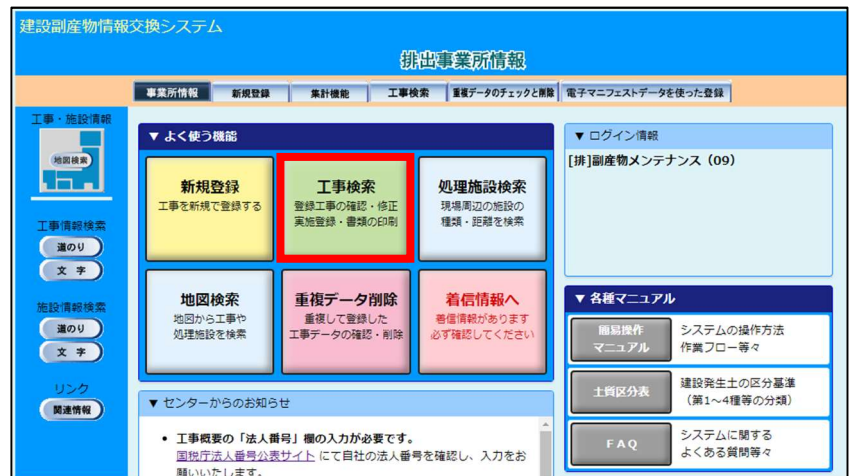 建設副産物情報交換システム
排出事業所情報
事業所情報
新規登録
集計機能
工事検索
重複データのチェックと削除
電子マニフェストデータを使った登録
工事・施設情報
地図検索
工事情報検索
道のり
文 字
施設情報検索
道のり
文 字
リンク
関連情報
▼ よく使う機能
新規登録
工事を新規で登録する
工事検索
登録工事の確認・修正
実施登録・書類の印刷
処理施設検索
現場周辺の施設の
種類・距離を検索
地図検索
地図から工事や
処理施設を検索
重複データ削除
重複して登録した
工事データの確認・削除
着信情報へ
着信情報があります
必ず確認してください
▼ センターからのお知らせ
• 工事概要の「法人番号」欄の入力が必要です。
国税庁法人番号公表サイト にて自社の法人番号を確認し、入力をお
願いいたします。
▼ ログイン情報
[排]副産物メンテナンス（09）
▼ 各種マニュアル
簡易操作
マニュアル
システムの操作方法
作業フロー等々
土質区分表
建設発生土の区分基準
（第1～4種等の分類）
FAQ
システムに関する
よくある質問等々